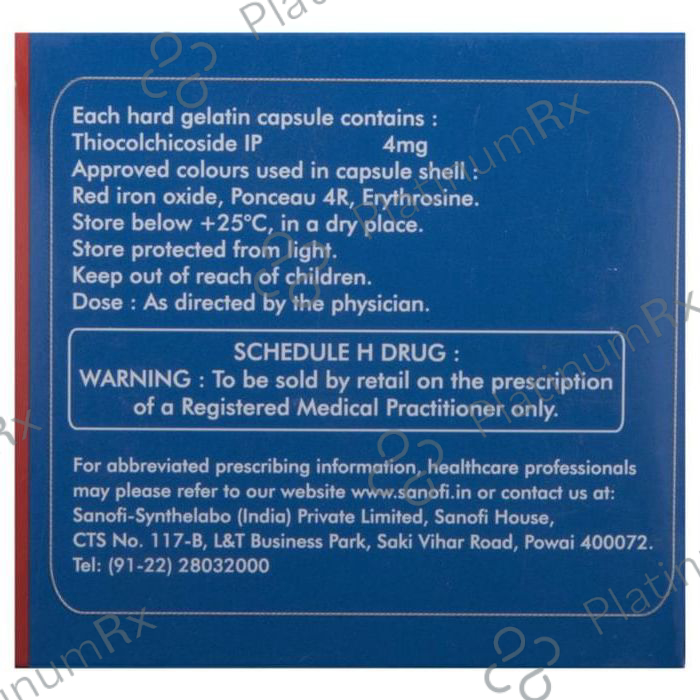 Each hard gelatin capsule contains :
Thiocolchicoside IP 4mg
Approved colours used in capsule shell :
Red iron oxide, Ponceau 4R, Erythrosine.
Store below +25°C, in a dry place.
Store protected from light.
Keep out of reach of children.
Dose : As directed by the physician.
SCHEDULE H DRUG :
WARNING : To be sold by retail on the prescription
of a Registered Medical Practitioner only.
For abbreviated prescribing information, healthcare professionals
may please refer to our website www.sanofi.in or contact us at:
Sanofi-Synthelabo (India) Private Limited, Sanofi House,
CTS No. 117-B, L&T Business Park, Saki Vihar Road, Powai 400072.
Tel: (91-22) 28032000
PlatinumRx